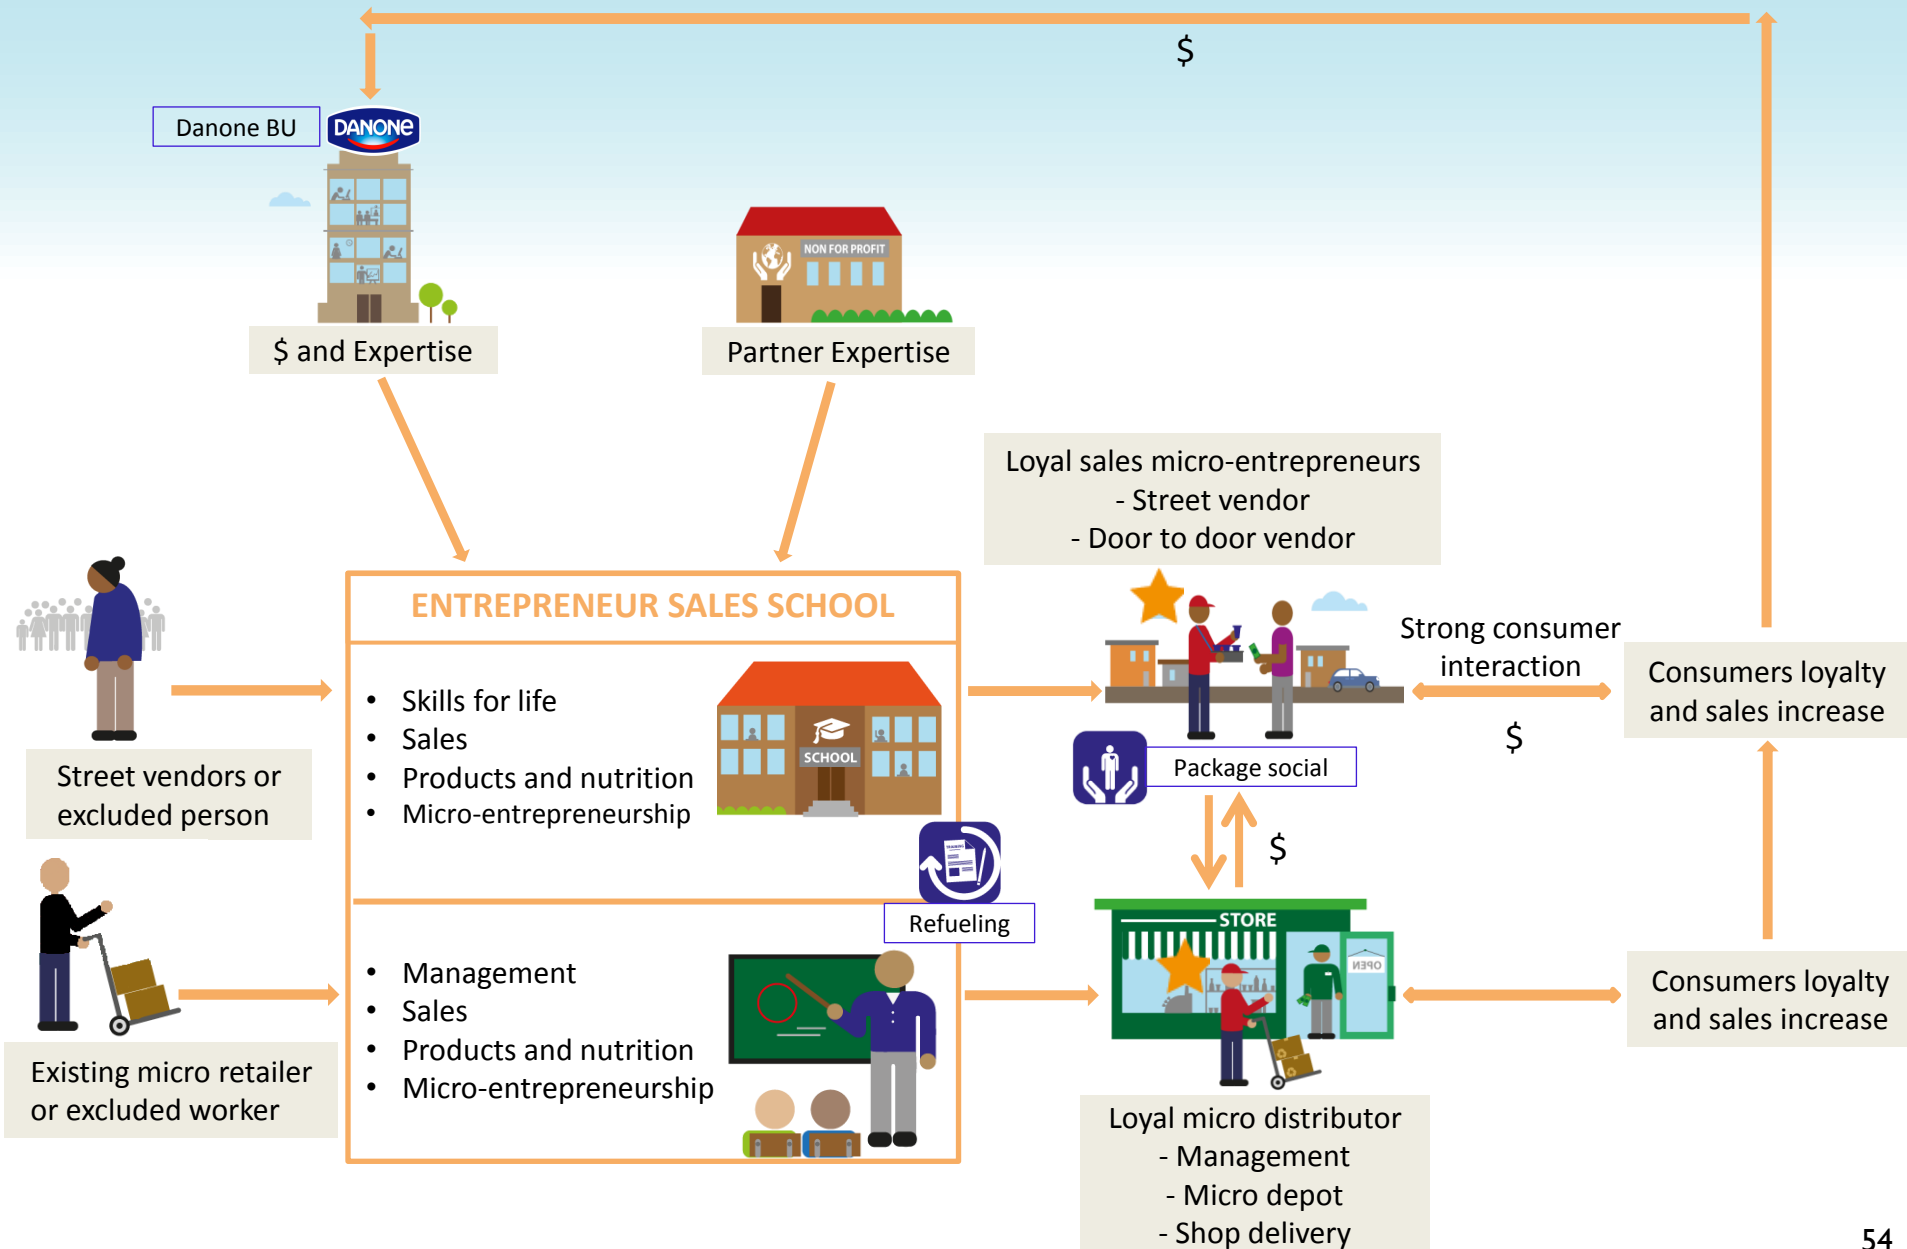 $
Danone BU
DANONE
NON FOR PROFIT
$ and Expertise
Partner Expertise
Loyal sales micro-entrepreneurs
- Street vendor
- Door to door vendor
ENTREPRENEUR SALES SCHOOL
• Skills for life
• Sales
• Products and nutrition
• Micro-entrepreneurship
SCHOOL
Street vendors or
excluded person
Strong consumer
interaction
$
Consumers loyalty
and sales increase
Package social
$
TRAINING
Refueling
• Management
• Sales
• Products and nutrition
• Micro-entrepreneurship
Existing micro retailer
or excluded worker
STORE
OPEN
Consumers loyalty
and sales increase
Loyal micro distributor
- Management
- Micro depot
- Shop delivery
54